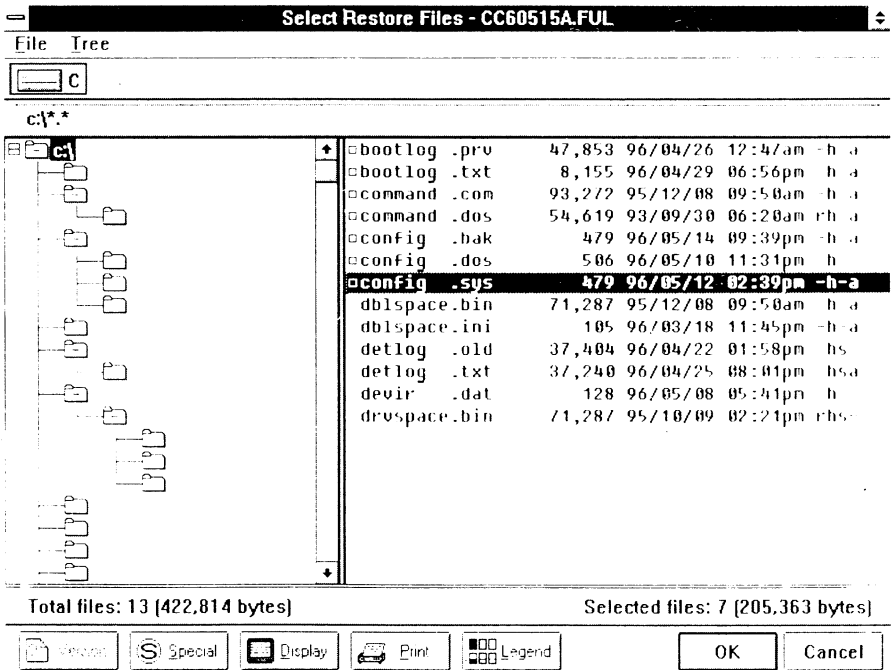 Select Restore Files - CC60515A.FUL
File Tree
C
c:\*.*
c:\
bootlog .prv 47,853 96/04/26 12:47am -h-a
bootlog .txt 8,155 96/04/29 06:56pm -h-a
command .com 93,272 95/12/08 09:50am -h-a
command .dos 54,619 93/09/30 06:20am rh-a
config .bak 479 96/05/14 09:39pm -h-a
config .dos 506 96/05/10 11:31pm -h--
config .sys 479 96/05/12 02:39pm -h-a
dblspace.bin 71,287 95/12/08 09:50am -h-a
dblspace.ini 105 96/03/18 11:45pm -h-a
detlog .old 37,404 96/04/22 01:58pm -hs-
detlog .txt 37,240 96/04/25 08:01pm -hsa
devir .dat 128 96/05/08 05:41pm -h--
drvspace.bin 71,287 95/10/09 02:21pm rhs-
Total files: 13 [422,814 bytes] Selected files: 7 [205,363 bytes]
Version Special Display Print Legend OK Cancel